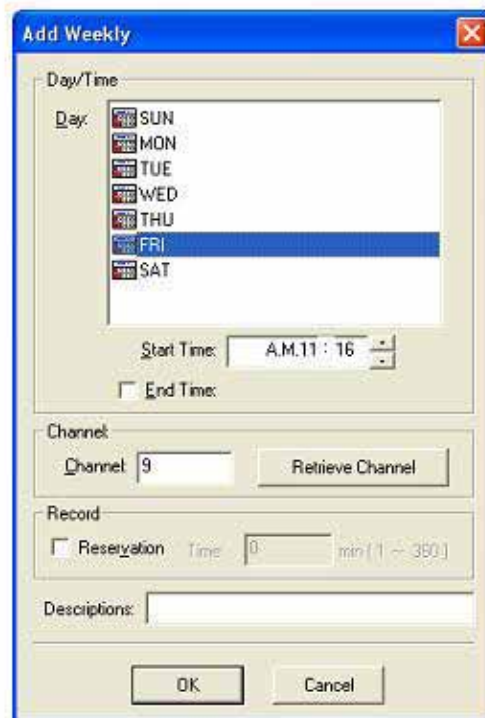 Add Weekly
Day/Time
Day:
SUN
MON
TUE
WED
THU
FRI
SAT
Start Time: A.M.11 : 16
End Time:
Channel:
Channel: 9 Retrieve Channel
Record
Reservation Time: 0 min ( 1 ~ 360 )
Descriptions:
OK Cancel